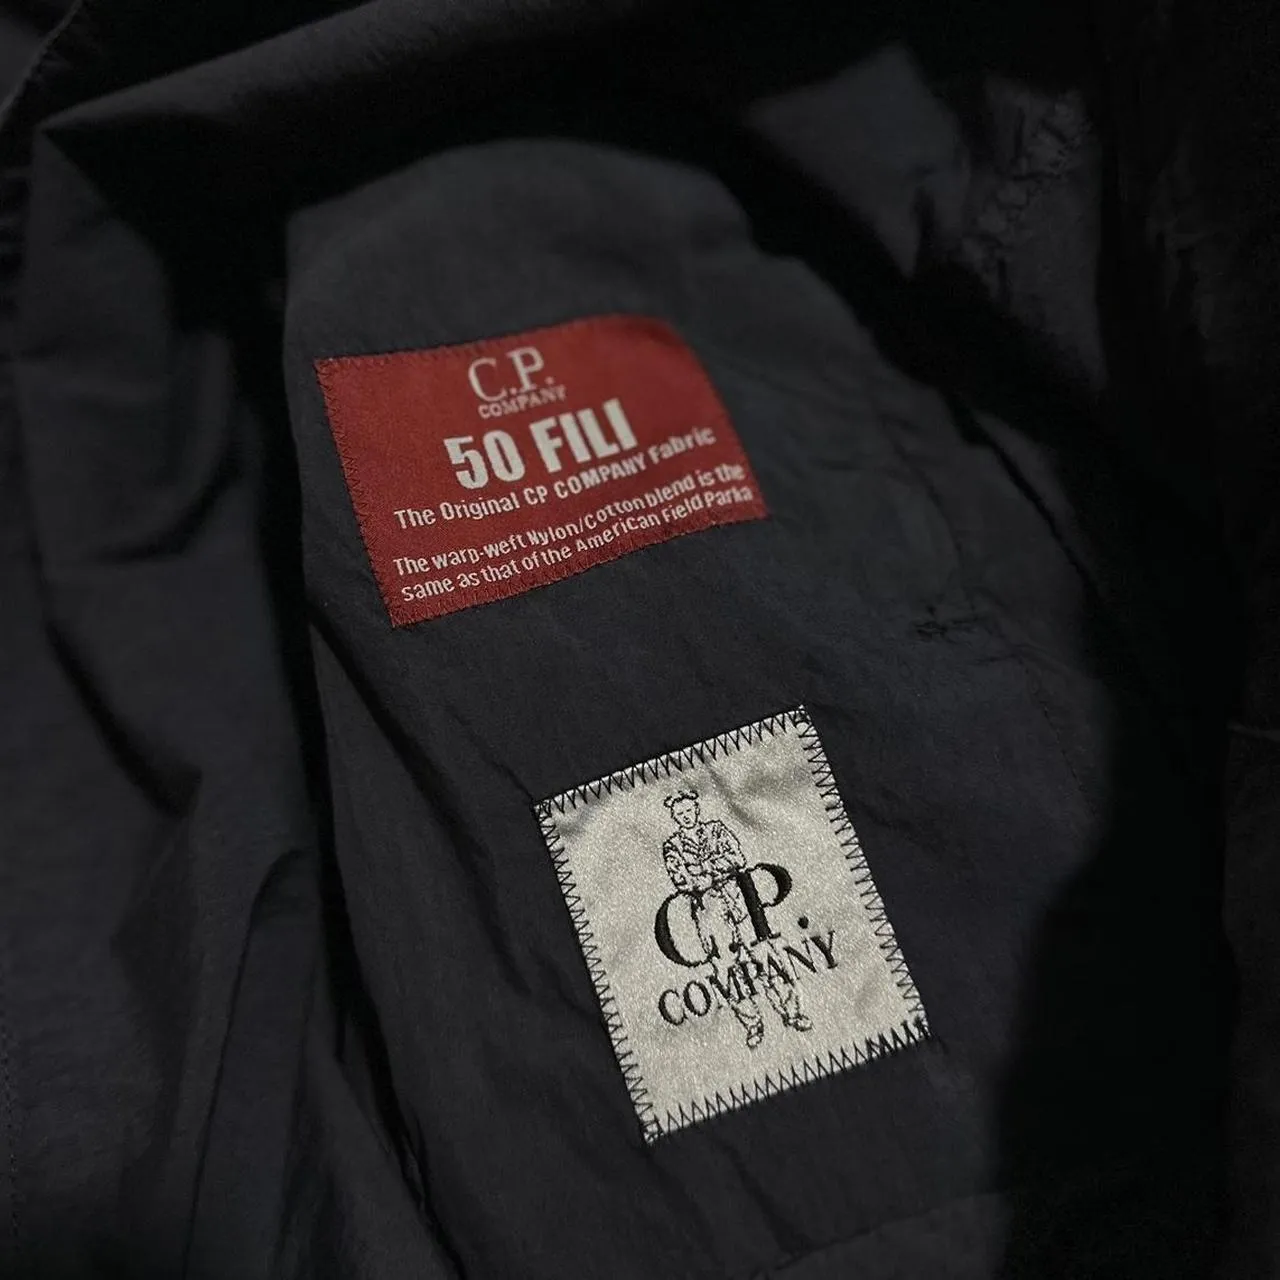 C.P.
COMPANY
50 FILI
The Original CP COMPANY Fabric
The warp-weft Nylon/Cotton blend is the
same as that of the American Field Parka
C.P.
COMPANY